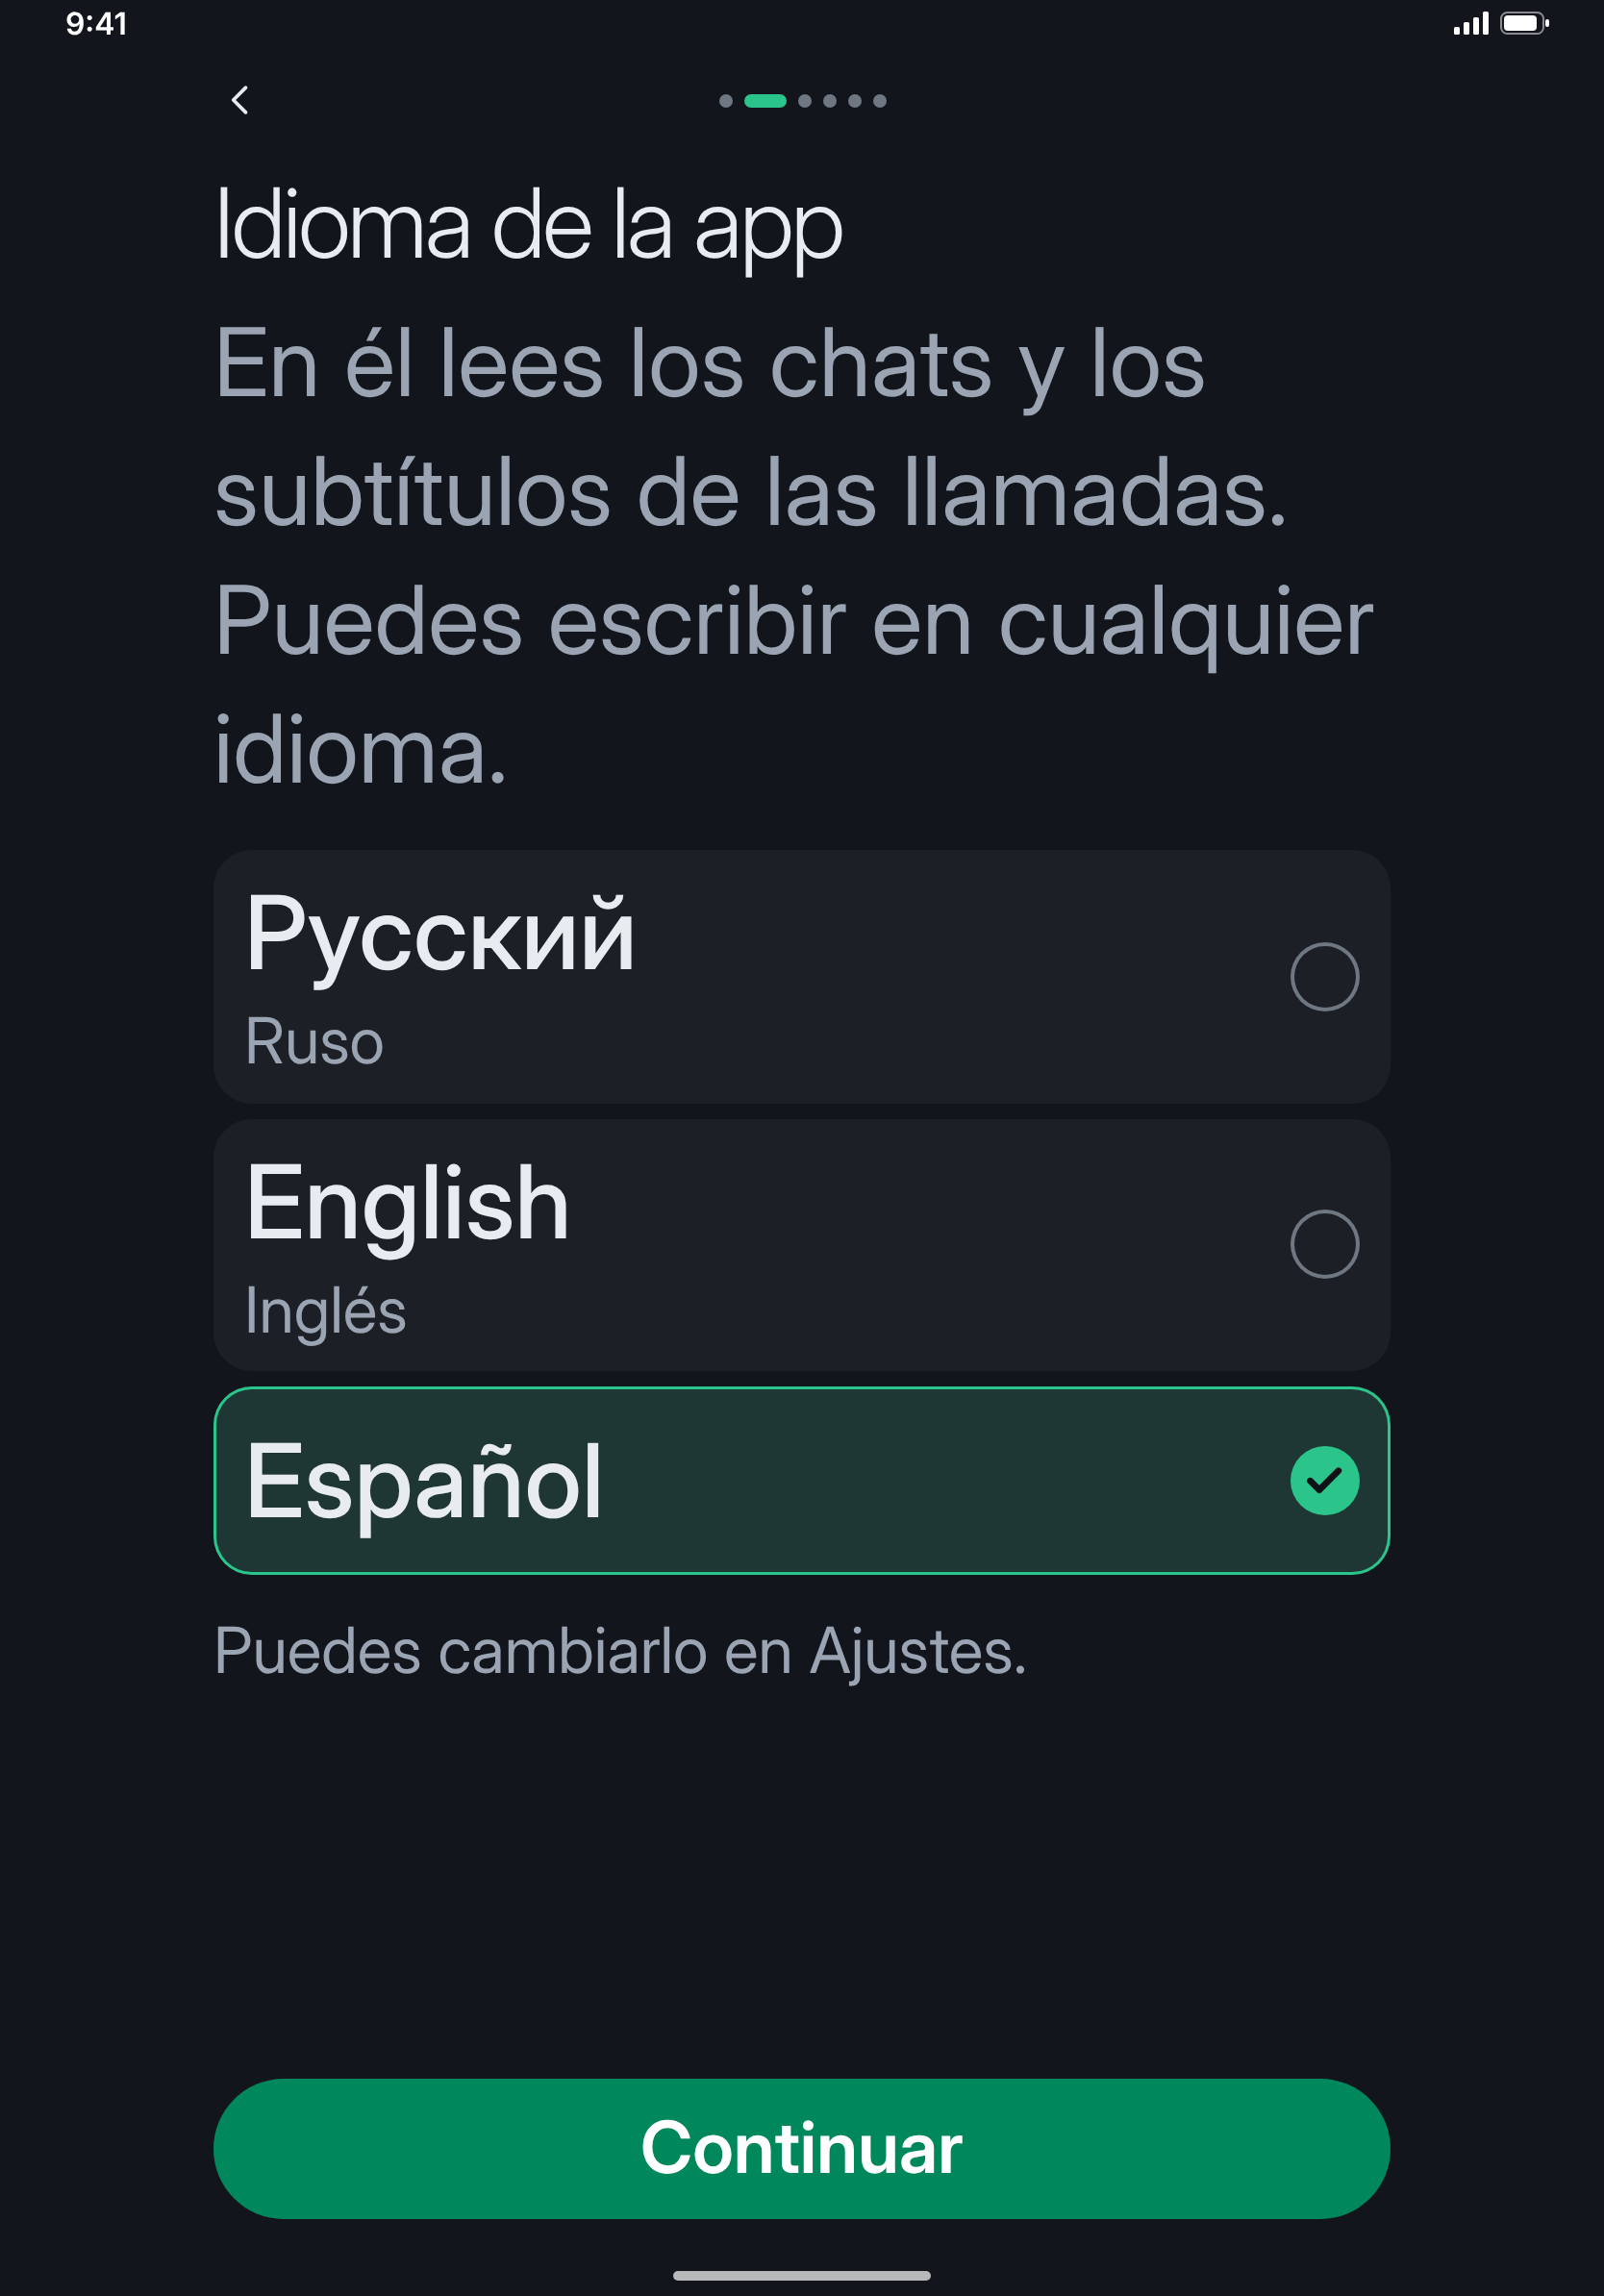 9:41
Idioma de la app
En él lees los chats y los
subtítulos de las llamadas.
Puedes escribir en cualquier
idioma.
Русский
Ruso
English
Inglés
Español
Puedes cambiarlo en Ajustes.
Continuar